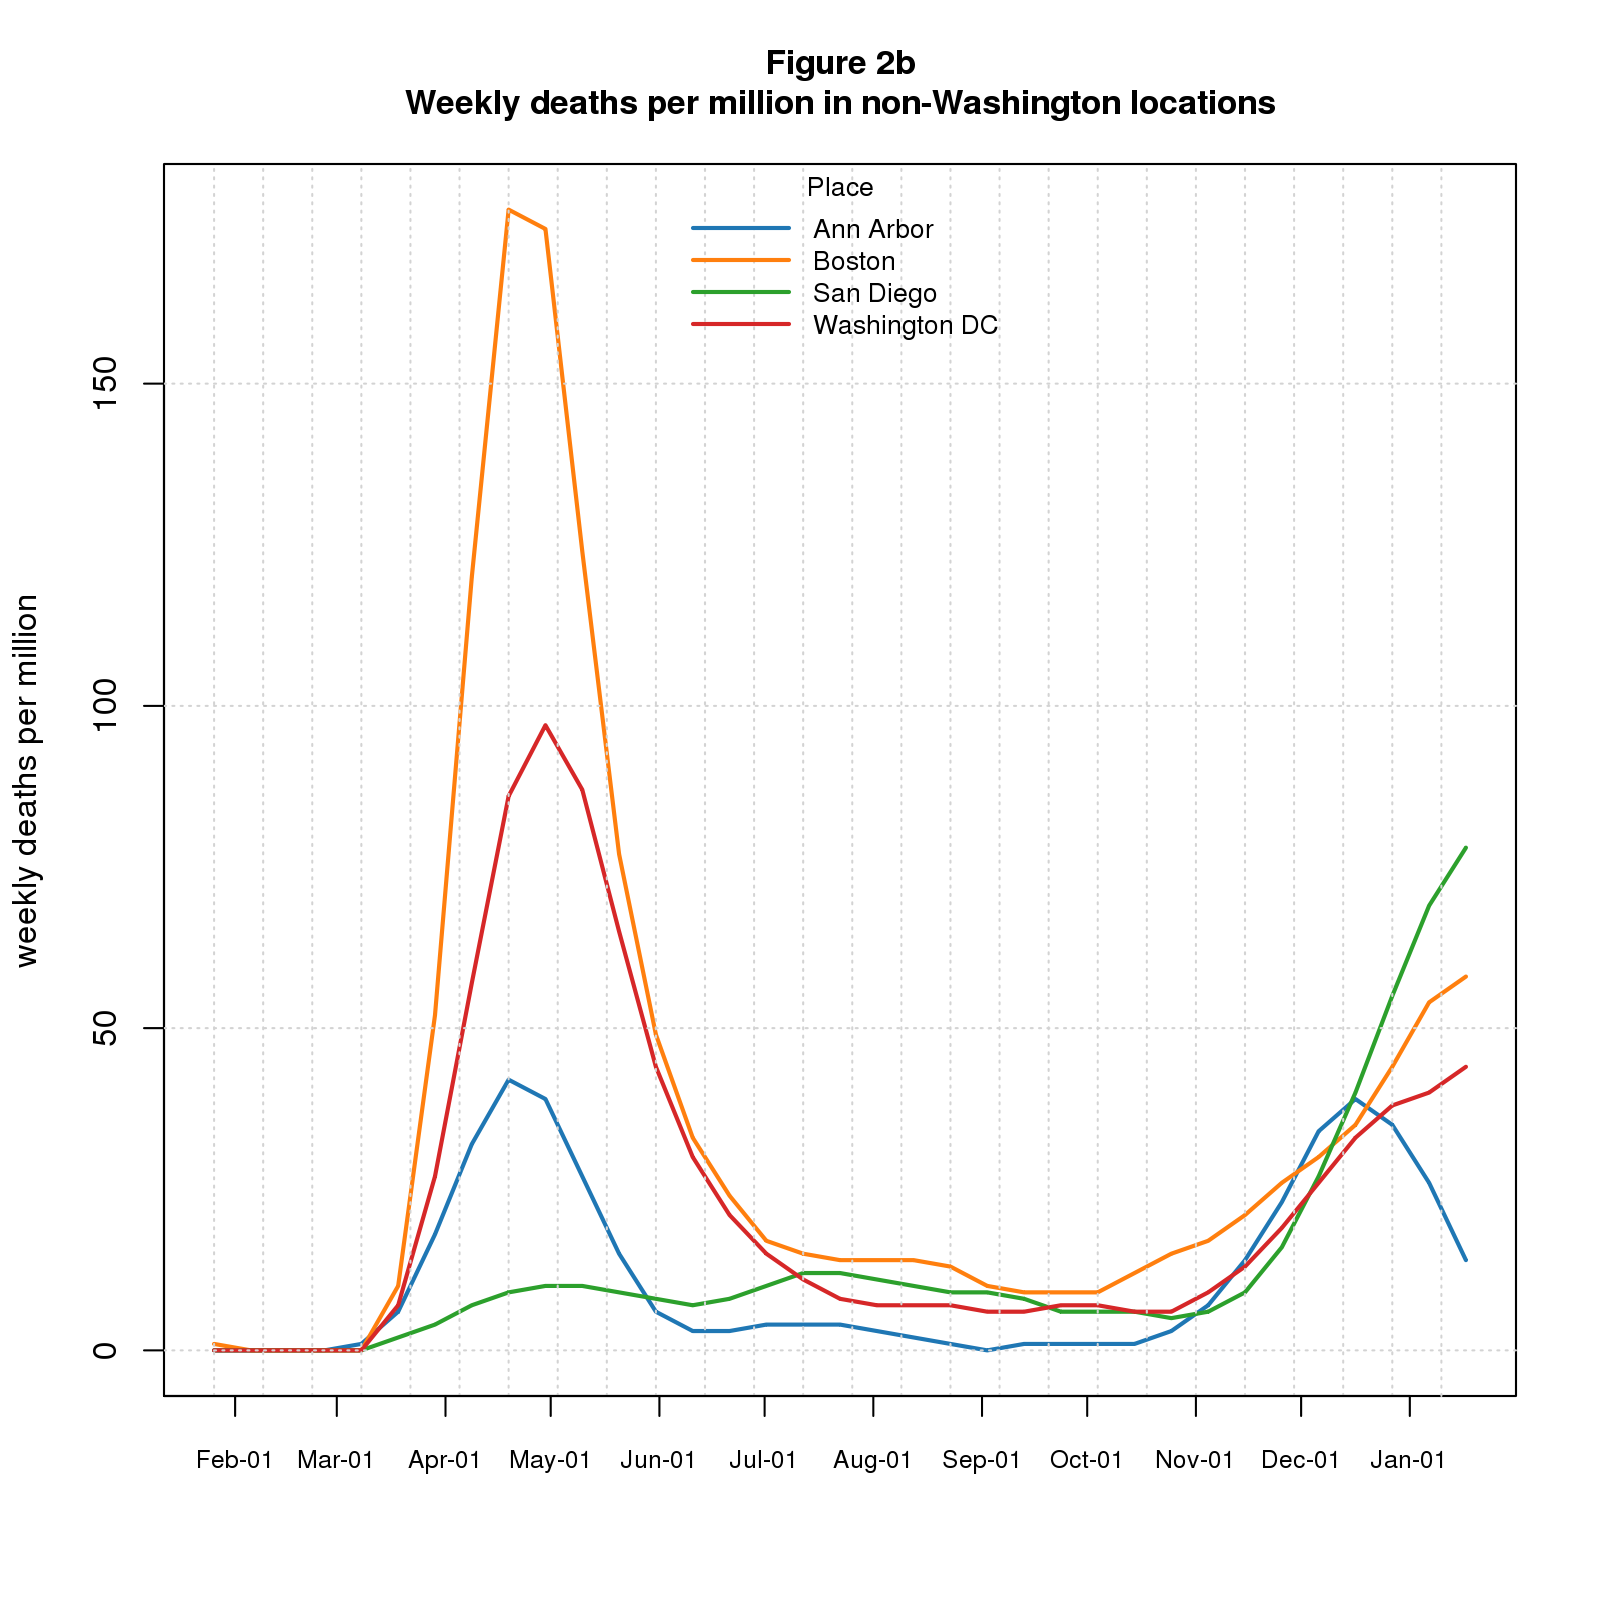 Figure 2b
Weekly deaths per million in non-Washington locations
Place
Ann Arbor
Boston
San Diego
Washington DC
weekly deaths per million
150
100
50
0
Feb-01 Mar-01 Apr-01 May-01 Jun-01 Jul-01 Aug-01 Sep-01 Oct-01 Nov-01 Dec-01 Jan-01